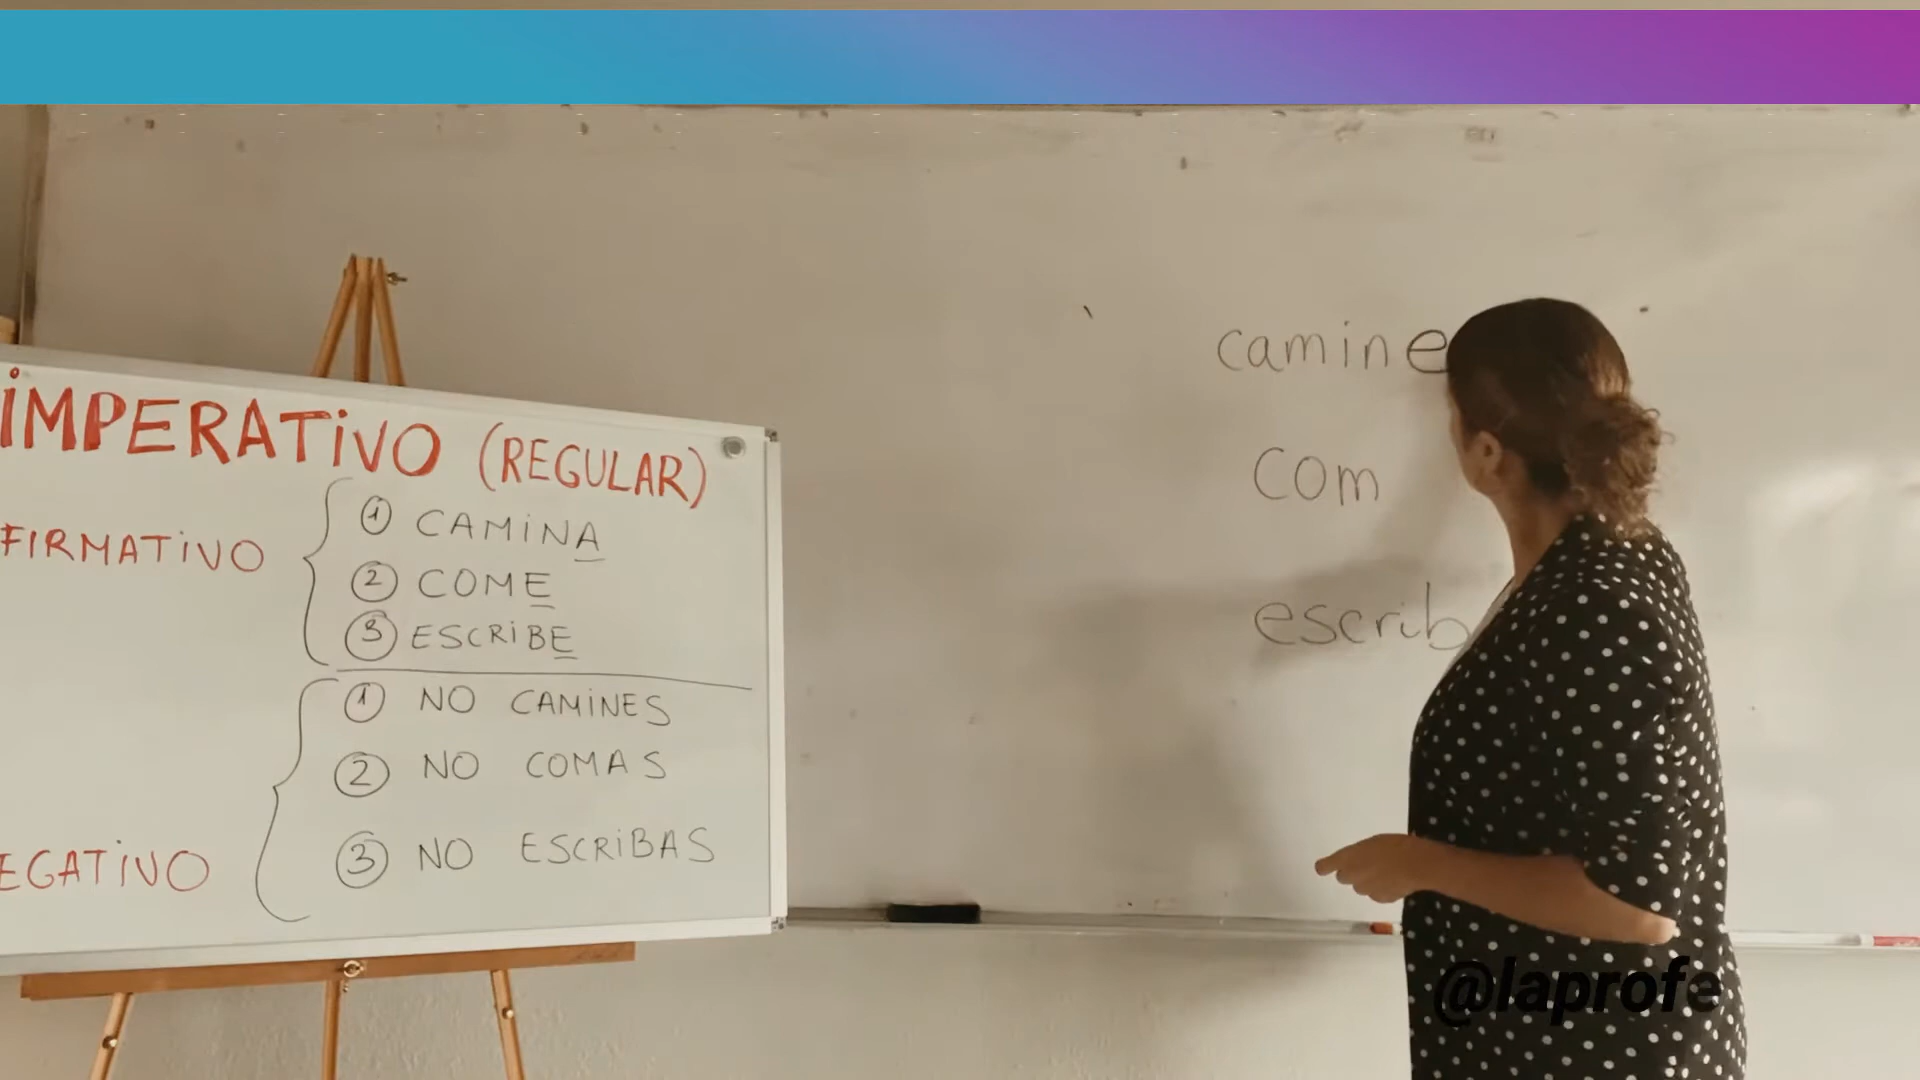 İMPERATiVO (REGULAR)
FIRMATiVO
1 CAMiNA
2 COME
3 ESCRiBE
EGATiVO
1 NO CAMiNES
2 NO COMAS
3 NO ESCRiBAS
camine
com
escrib
@laprofe